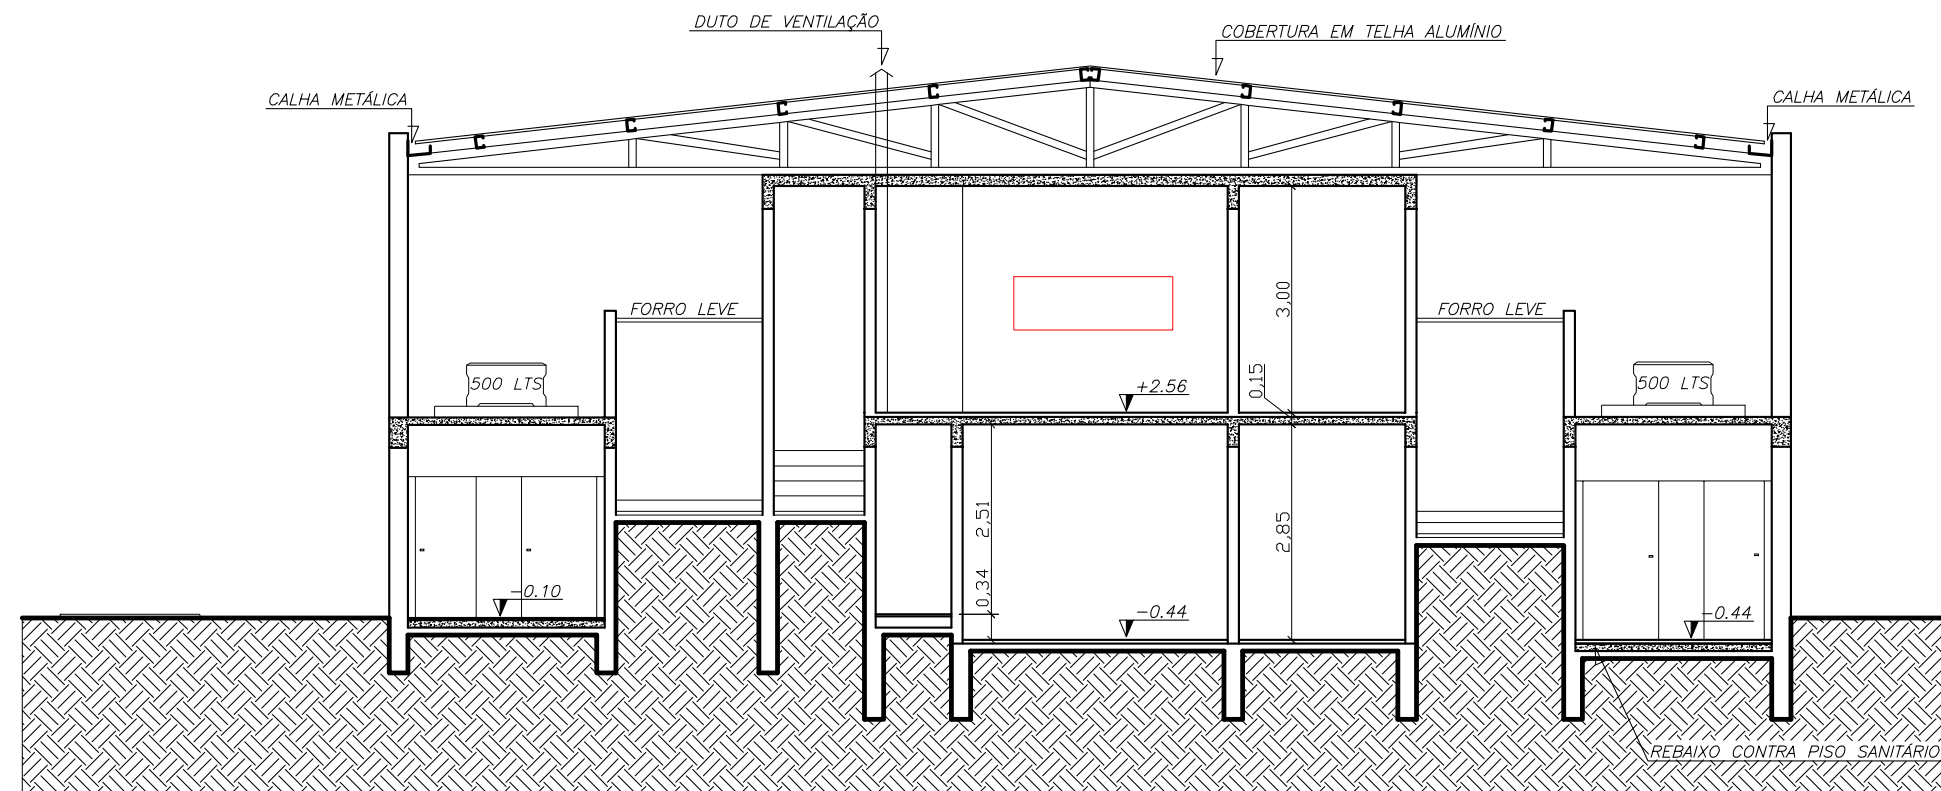 DUTO DE VENTILAÇÃO
COBERTURA EM TELHA ALUMÍNIO
CALHA METÁLICA
CALHA METÁLICA
FORRO LEVE
3,00
FORRO LEVE
500 LTS
+2.56
0,15
500 LTS
2,51
2,85
0,34
-0.10
-0.44
-0.44
REBAIXO CONTRA PISO SANITÁRIO